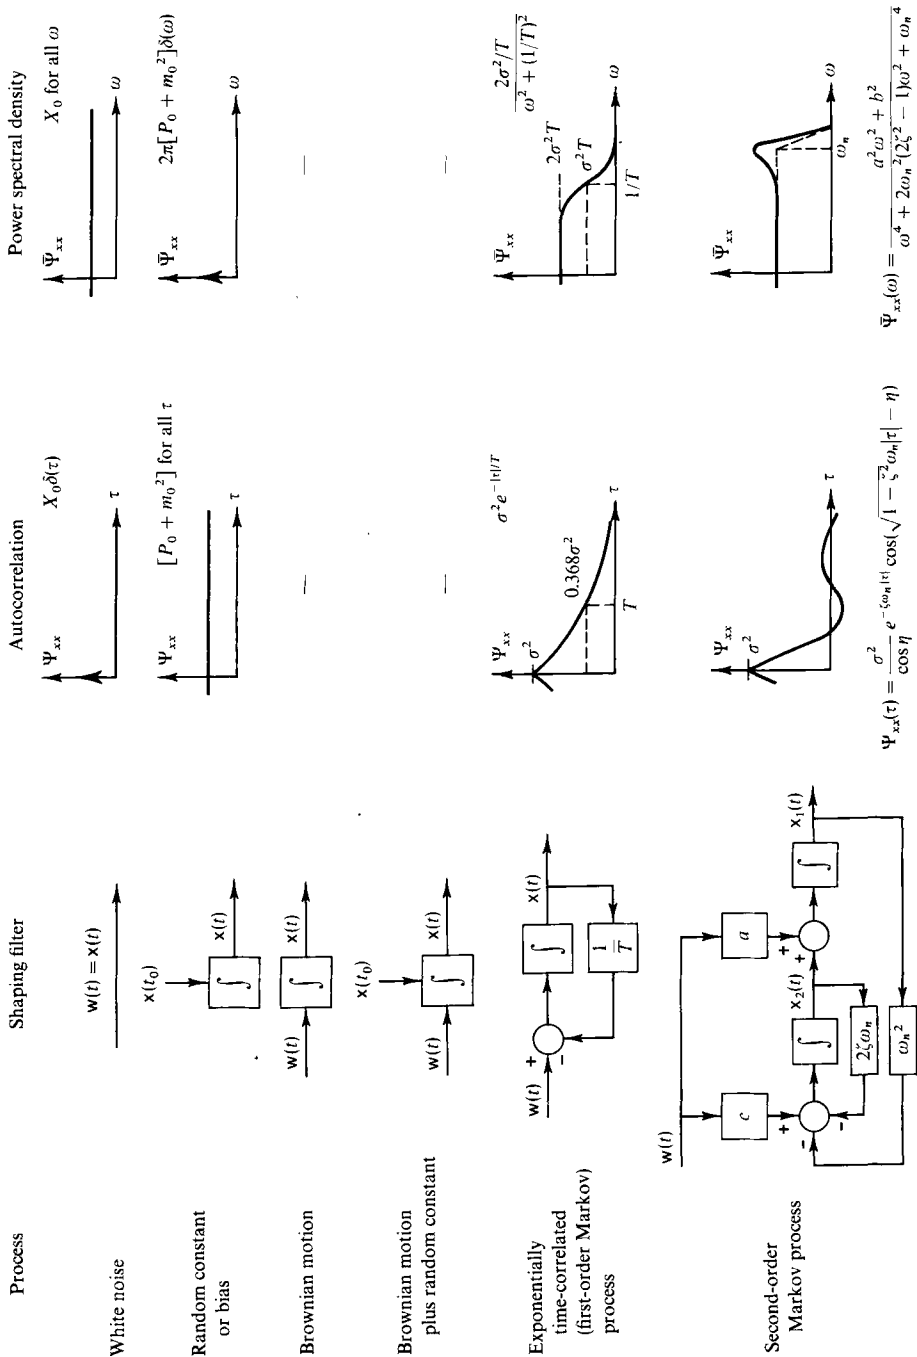 Process
Shaping filter
Autocorrelation
Power spectral density
White noise
w(t) = x(t)
Ψxx
X₀δ(τ)
τ
Ψ̄xx
X₀ for all ω
ω
Random constant
or bias
x(t₀)
∫
x(t)
Ψxx
[P₀ + m₀²] for all τ
τ
Ψ̄xx
2π[P₀ + m₀²]δ(ω)
ω
Brownian motion
w(t)
∫
x(t)
—
—
Brownian motion
plus random constant
x(t₀)
w(t)
∫
x(t)
—
—
Exponentially
time-correlated
(first-order Markov)
process
w(t)
+
−
∫
x(t)
1/T
Ψxx
σ²
σ²e^(−|τ|/T)
0.368σ²
T
τ
Ψ̄xx
2σ²/T
ω² + (1/T)²
2σ²T
σ²T
1/T
ω
Second-order
Markov process
w(t)
c
a
+
−
−
∫
x₂(t)
+
+
∫
x₁(t)
2ζωₙ
ωₙ²
Ψxx
σ²
τ
Ψxx(τ) = σ²/cos η e^(−ζωₙ|τ|) cos(√(1 − ζ²)ωₙ|τ| − η)
Ψ̄xx
ωₙ
ω
Ψ̄xx(ω) = (a²ω² + b²)/(ω⁴ + 2ωₙ²(2ζ² − 1)ω² + ωₙ⁴)